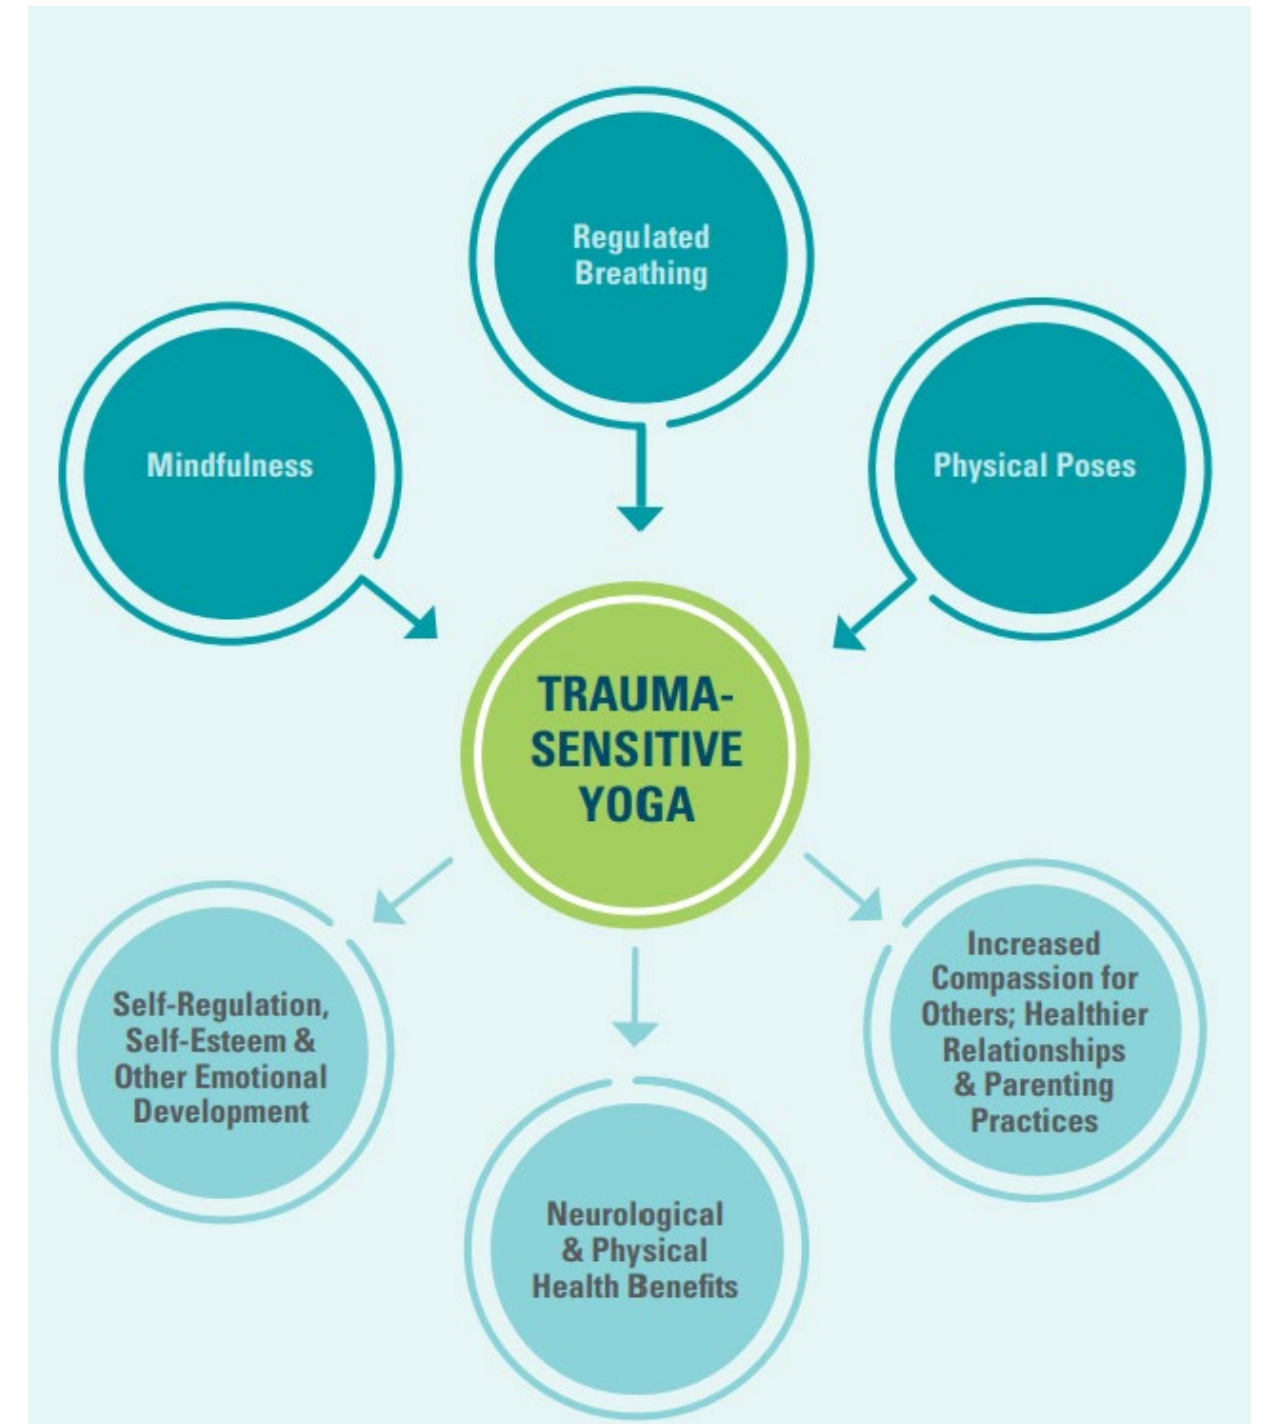 Regulated
Breathing
Mindfulness
Physical Poses
TRAUMA-
SENSITIVE
YOGA
Self-Regulation,
Self-Esteem &
Other Emotional
Development
Increased
Compassion for
Others; Healthier
Relationships
& Parenting
Practices
Neurological
& Physical
Health Benefits